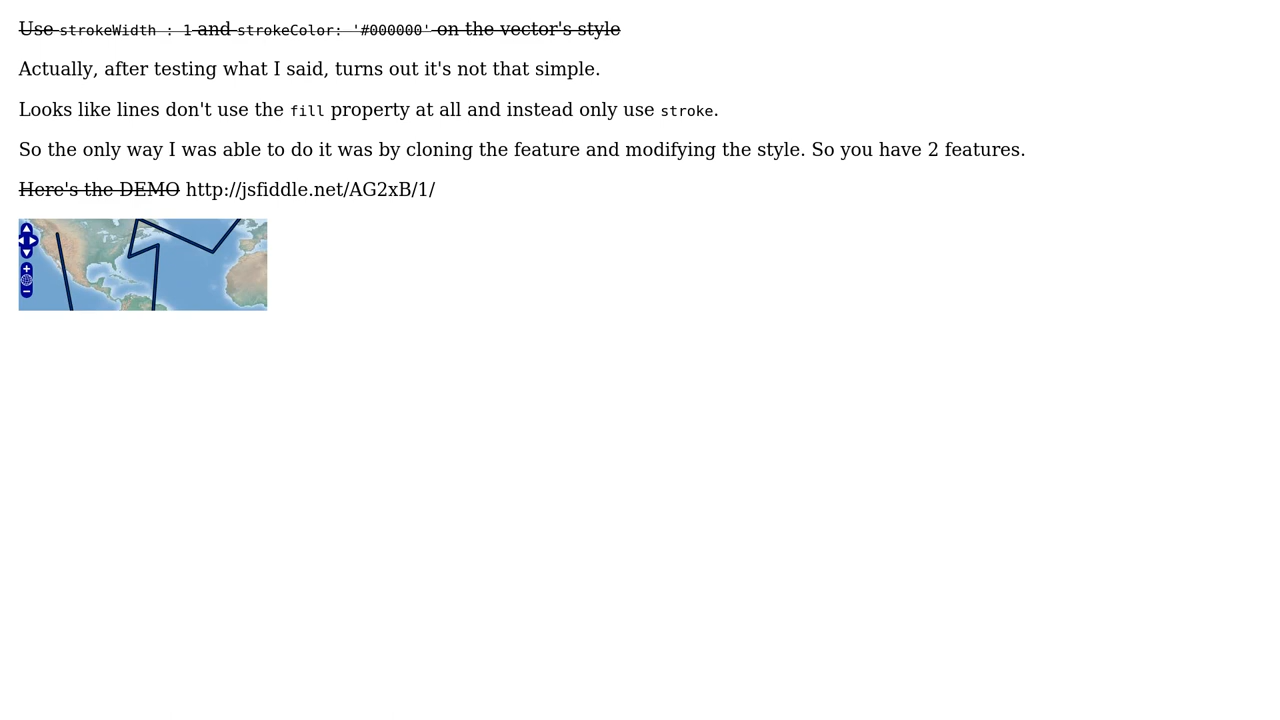 Use strokeWidth : 1 and strokeColor: '#000000' on the vector's style
Actually, after testing what I said, turns out it's not that simple.
Looks like lines don't use the fill property at all and instead only use stroke.
So the only way I was able to do it was by cloning the feature and modifying the style. So you have 2 features.
Here's the DEMO http://jsfiddle.net/AG2xB/1/